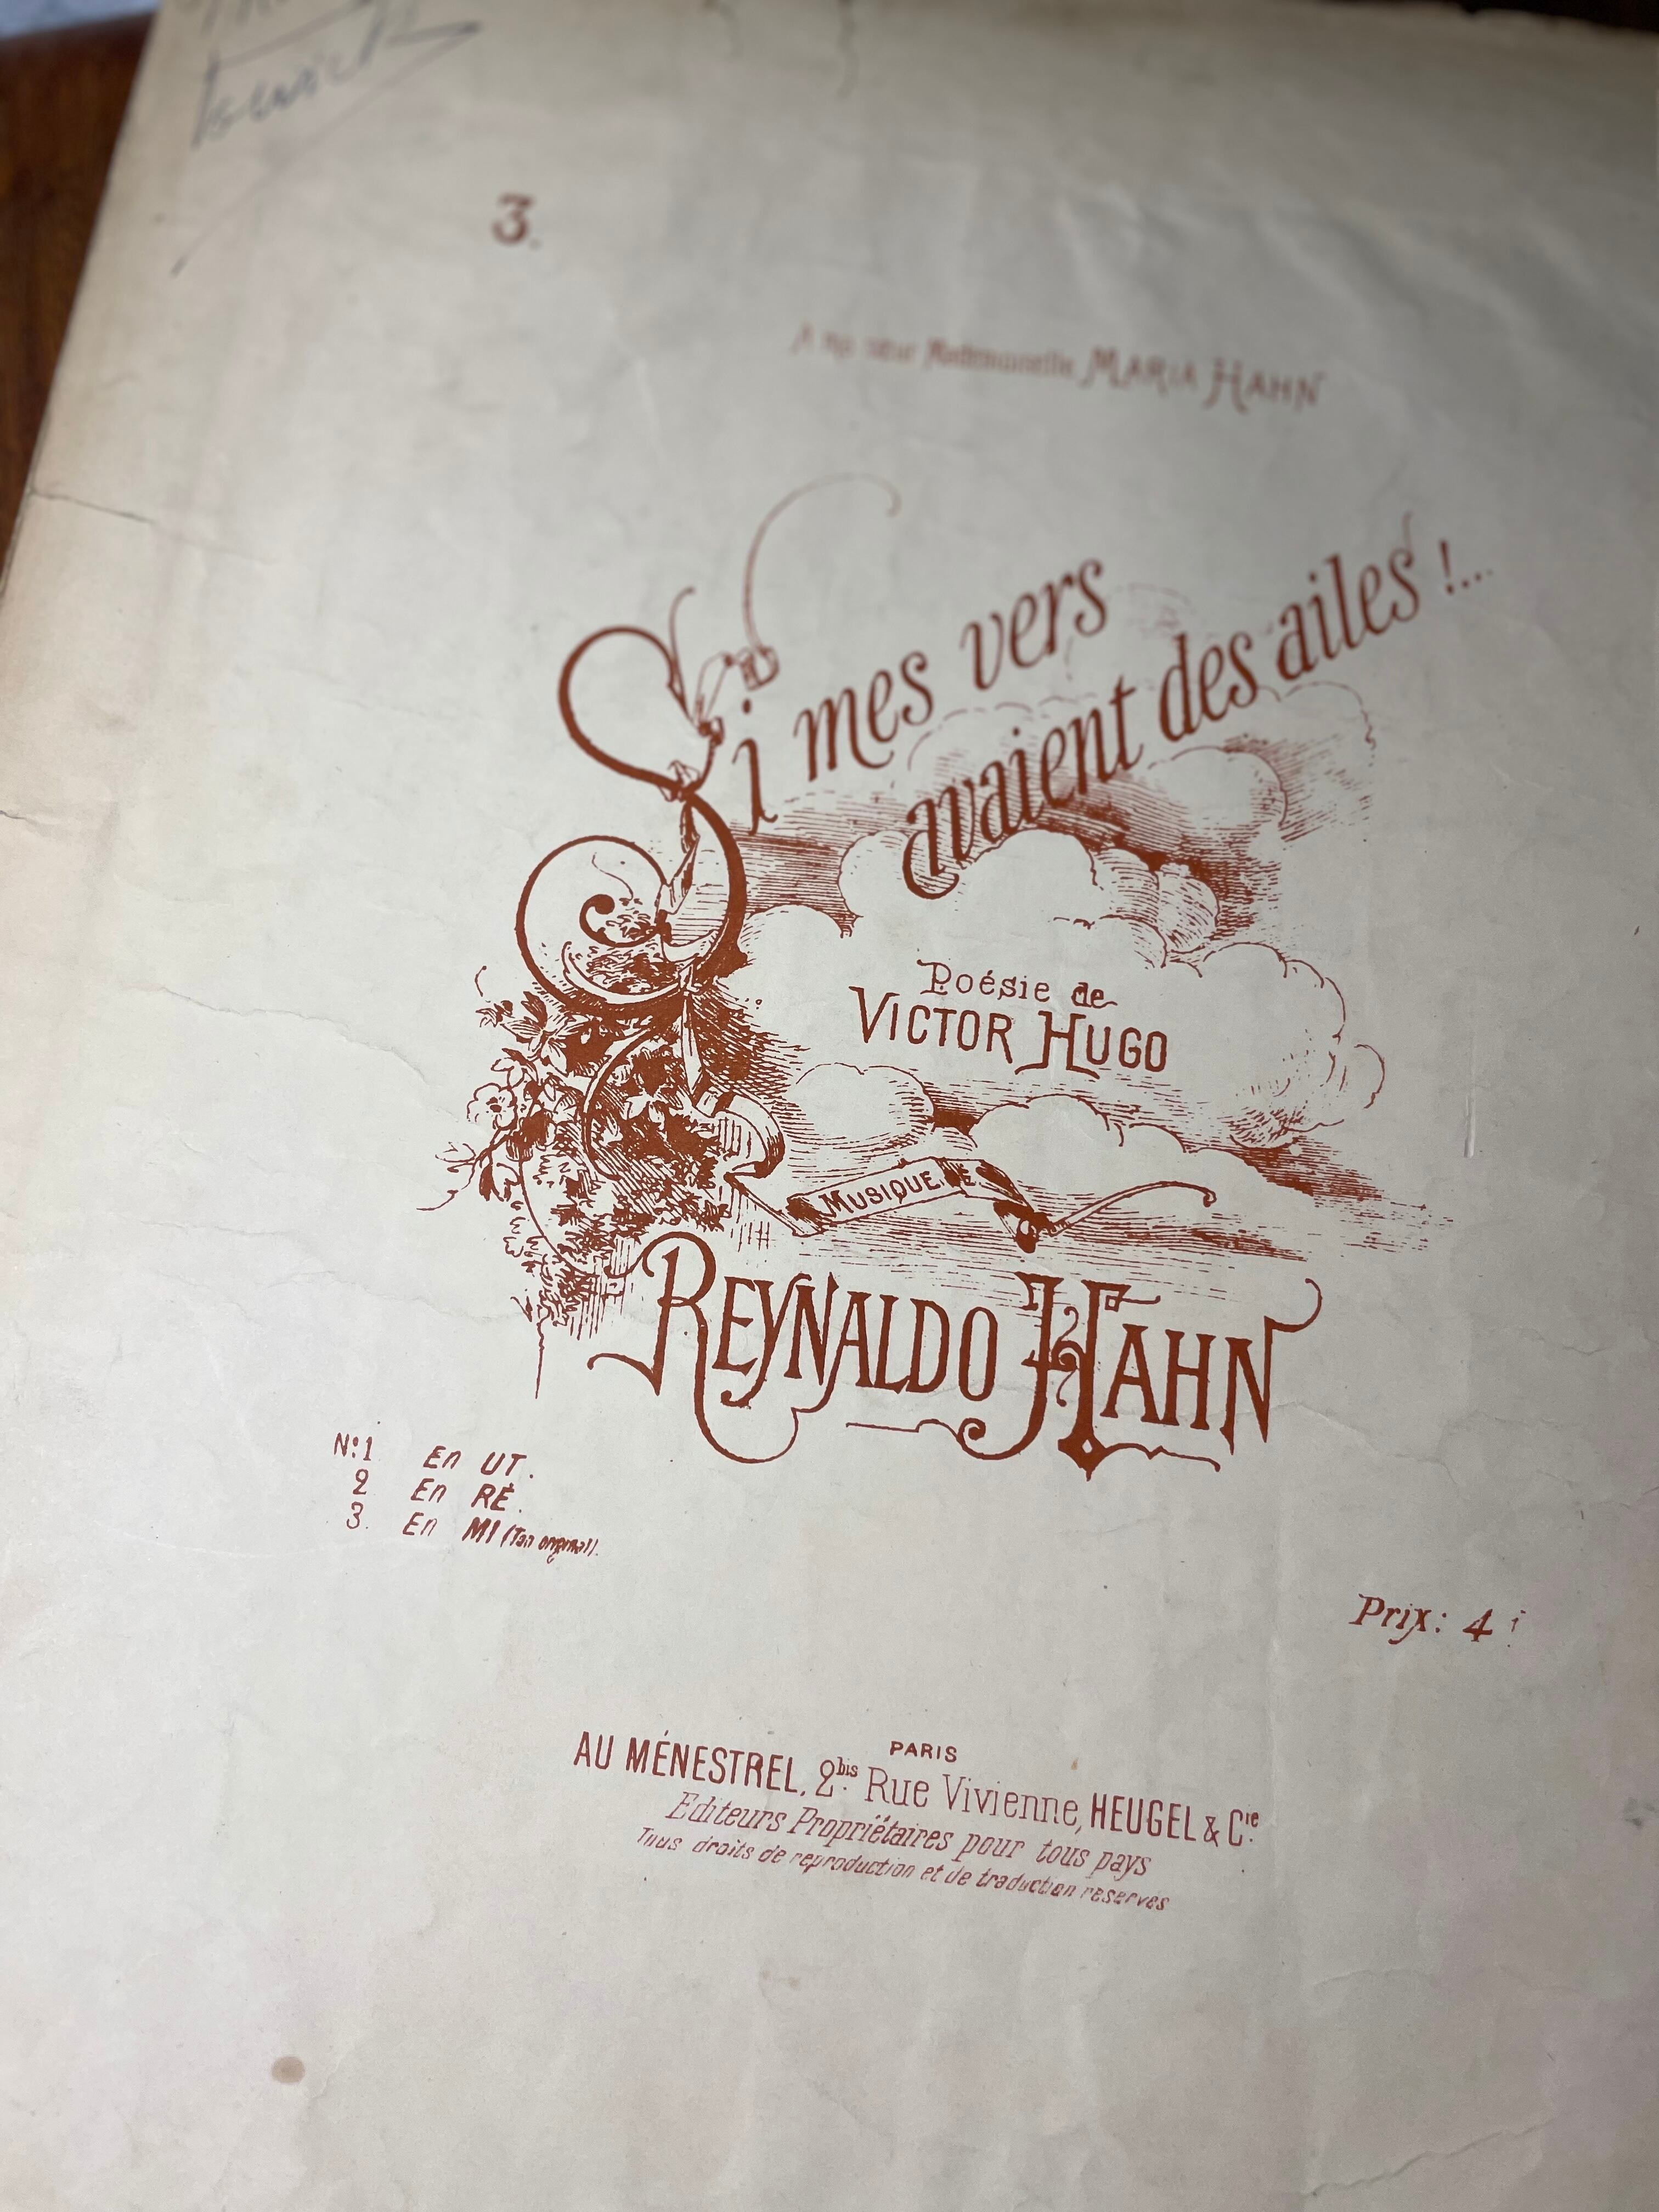 3.
A ma sœur Mademoiselle MARIA HAHN
Si mes vers
avaient des ailes !...
Poésie de
VICTOR HUGO
MUSIQUE DE
REYNALDO HAHN
Nº1 En UT.
2 En RÉ.
3. En MI (Ton original).
Prix: 4
PARIS
AU MÉNESTREL, 2bis Rue Vivienne, HEUGEL & Cie
Editeurs Propriétaires pour tous pays
Tous droits de reproduction et de traduction réservés